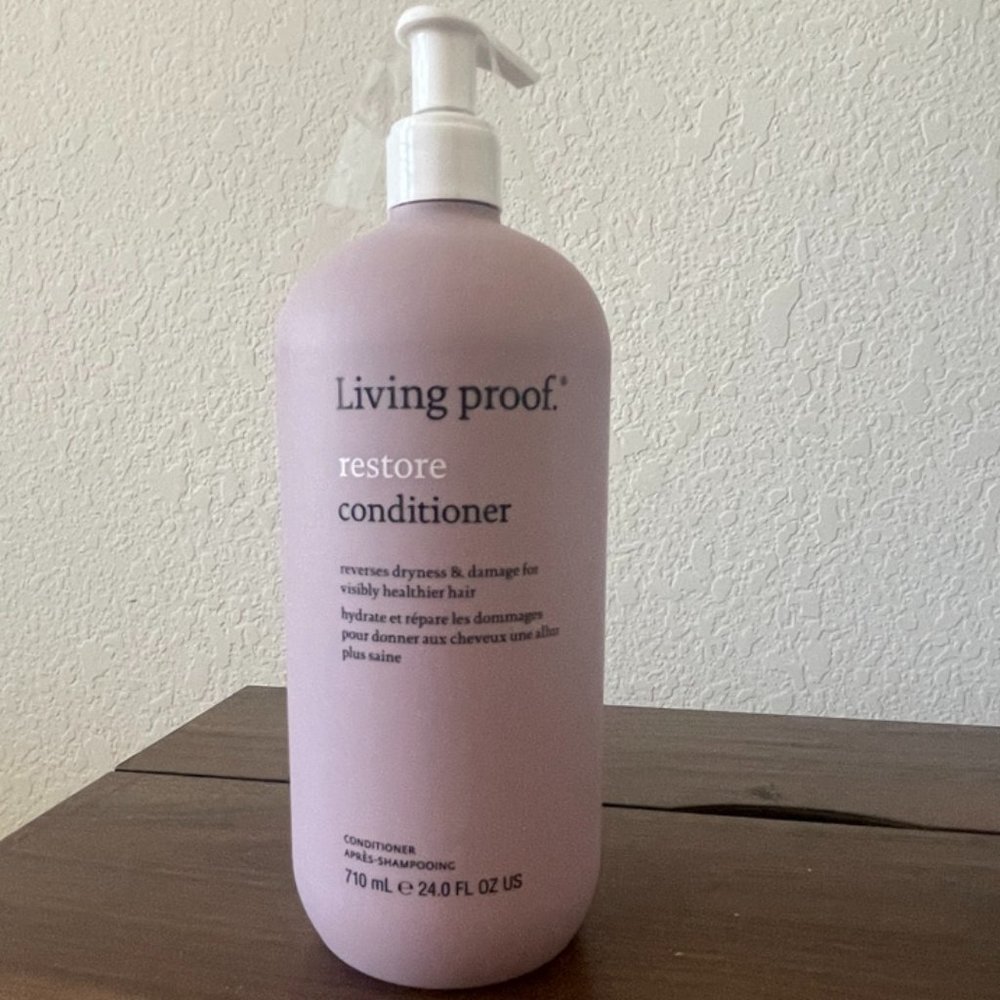 Living proof.®
restore
conditioner
reverses dryness & damage for
visibly healthier hair
hydrate et répare les dommages
pour donner aux cheveux une allure
plus saine
CONDITIONER
APRÈS-SHAMPOOING
710 mL ℮ 24.0 FL OZ US